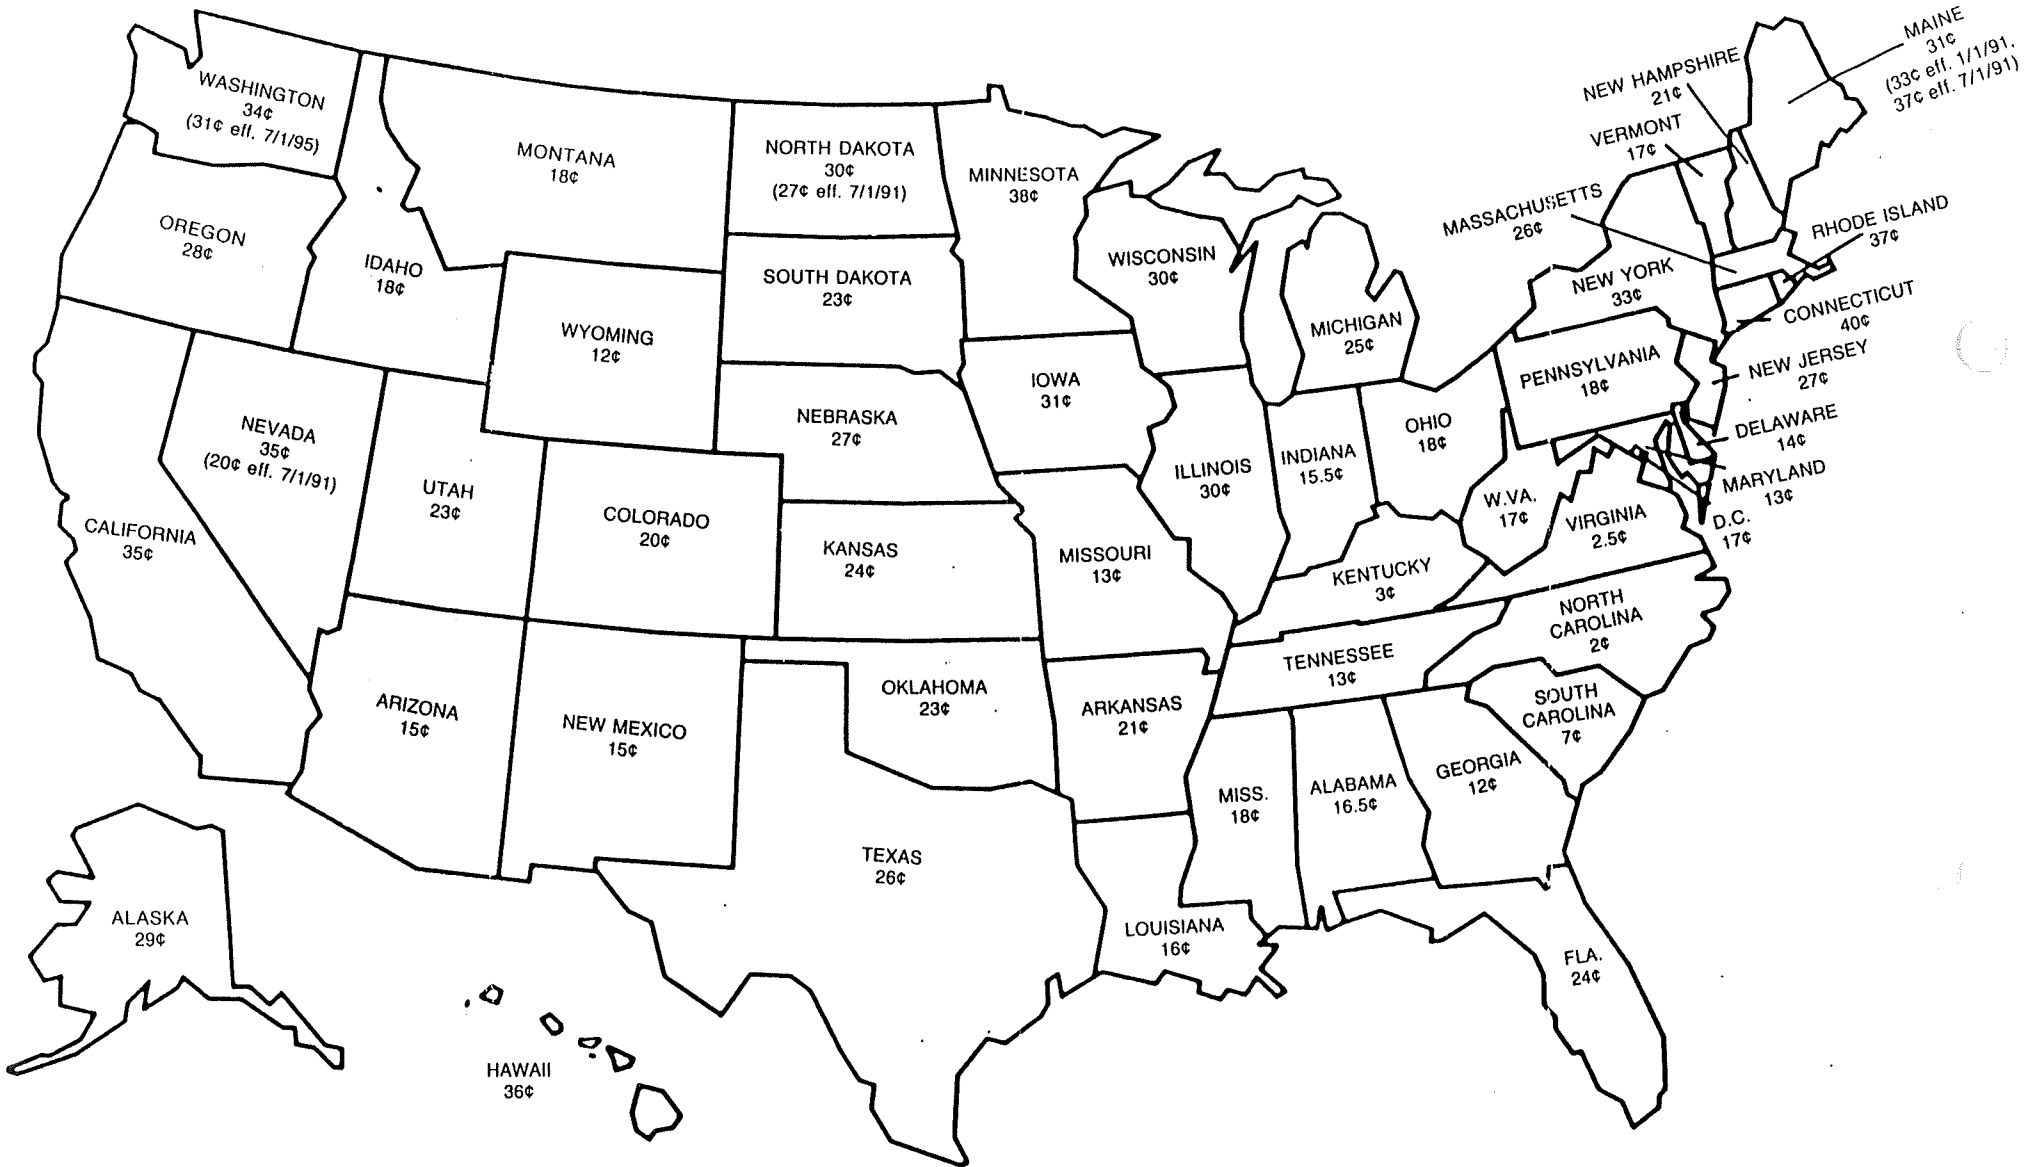 WASHINGTON
34¢
(31¢ eff. 7/1/95)
OREGON
28¢
CALIFORNIA
35¢
NEVADA
35¢
(20¢ eff. 7/1/91)
IDAHO
18¢
MONTANA
18¢
WYOMING
12¢
UTAH
23¢
COLORADO
20¢
ARIZONA
15¢
NEW MEXICO
15¢
NORTH DAKOTA
30¢
(27¢ eff. 7/1/91)
SOUTH DAKOTA
23¢
NEBRASKA
27¢
KANSAS
24¢
OKLAHOMA
23¢
TEXAS
26¢
MINNESOTA
38¢
IOWA
31¢
MISSOURI
13¢
ARKANSAS
21¢
LOUISIANA
16¢
WISCONSIN
30¢
ILLINOIS
30¢
MICHIGAN
25¢
INDIANA
15.5¢
OHIO
18¢
KENTUCKY
3¢
TENNESSEE
13¢
MISS.
18¢
ALABAMA
16.5¢
GEORGIA
12¢
FLA.
24¢
SOUTH
CAROLINA
7¢
NORTH
CAROLINA
2¢
VIRGINIA
2.5¢
W.VA.
17¢
PENNSYLVANIA
18¢
NEW YORK
33¢
MAINE
31¢
(33¢ eff. 1/1/91,
37¢ eff. 7/1/91)
NEW HAMPSHIRE
21¢
VERMONT
17¢
MASSACHUSETTS
26¢
RHODE ISLAND
37¢
CONNECTICUT
40¢
NEW JERSEY
27¢
DELAWARE
14¢
MARYLAND
13¢
D.C.
17¢
ALASKA
29¢
HAWAII
36¢